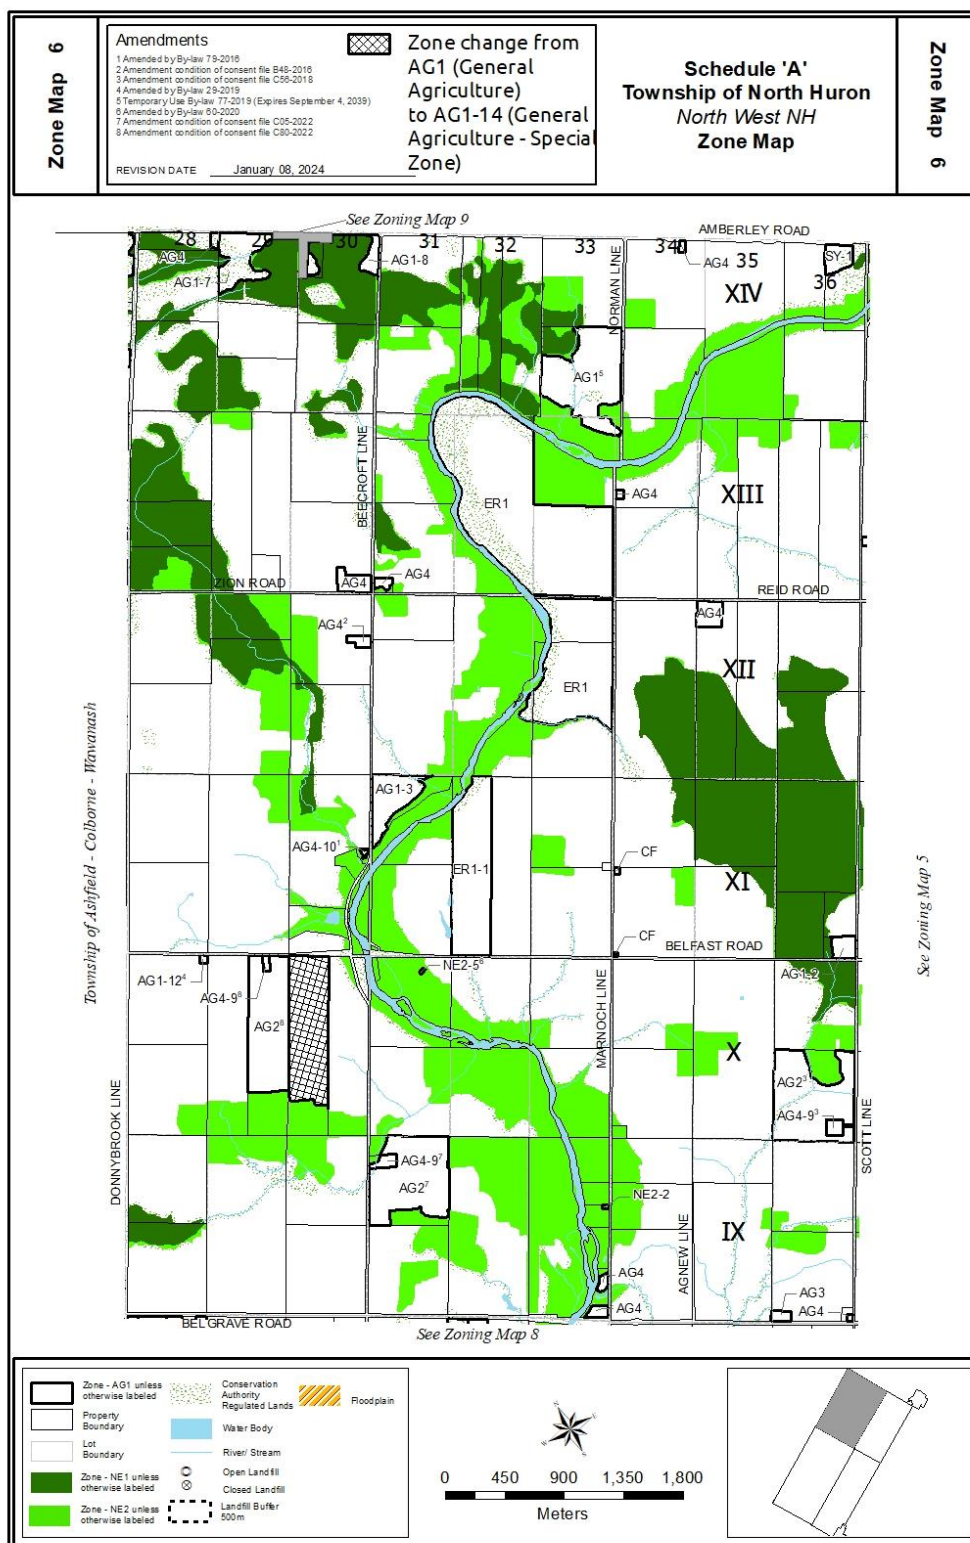 Zone Map 6
Amendments
1 Amended by By-law 79-2016
2 Amendment condition of consent file B48-2016
3 Amendment condition of consent file C56-2018
4 Amended by By-law 29-2019
5 Temporary Use By-law 77-2019 (Expires September 4, 2039)
6 Amended by By-law 60-2020
7 Amendment condition of consent file C05-2022
8 Amendment condition of consent file C80-2022
REVISION DATE January 08, 2024
Zone change from
AG1 (General
Agriculture)
to AG1-14 (General
Agriculture - Special
Zone)
Schedule 'A'
Township of North Huron
North West NH
Zone Map
Zone Map 6
See Zoning Map 9
AMBERLEY ROAD
28
29
30
31
32
33
34
35
36
AG4
AG1-7
AG1-8
NORMAN LINE
AG4
SY-1
XIV
AG1⁵
BEECROFT LINE
ER1
AG4
XIII
ZION ROAD
AG4
AG4
REID ROAD
AG4²
AG4
XII
ER1
Township of Ashfield - Colborne - Wawanash
AG1-3
AG4-10¹
ER1-1
CF
XI
See Zoning Map 5
CF
BELFAST ROAD
AG1-12⁴
AG4-9⁸
NE2-5⁶
AG1-2
AG2⁸
MARNOCH LINE
X
AG2³
AG4-9³
DONNYBROOK LINE
SCOTT LINE
AG4-9⁷
AG2⁷
NE2-2
AGNEW LINE
IX
AG4
AG3
AG4
AG4
BELGRAVE ROAD
See Zoning Map 8
Zone - AG1 unless
otherwise labeled
Property
Boundary
Lot
Boundary
Zone - NE1 unless
otherwise labeled
Zone - NE2 unless
otherwise labeled
Conservation
Authority
Regulated Lands
Water Body
River/ Stream
Open Landfill
Closed Landfill
Landfill Buffer
500m
Floodplain
N
E
S
W
0 450 900 1,350 1,800
Meters